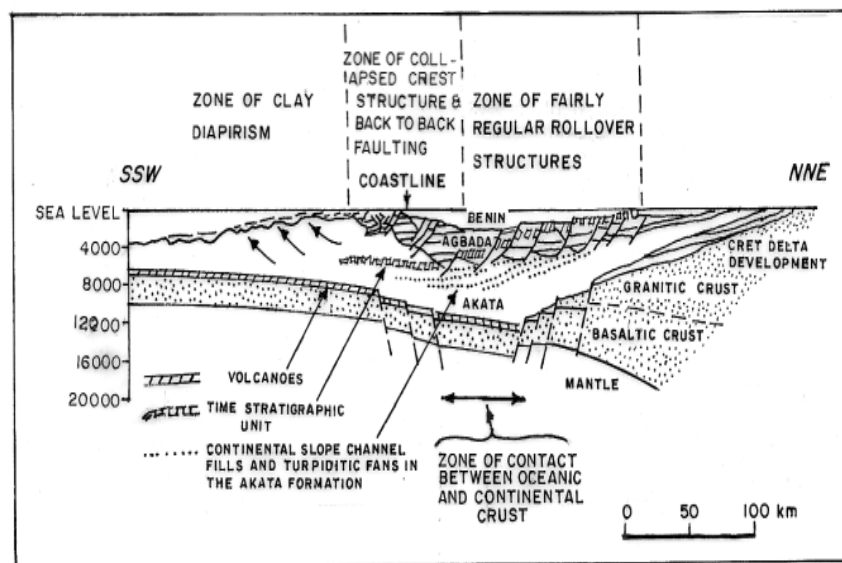 ZONE OF CLAY
DIAPIRISM
ZONE OF COLL-
APSED CREST
STRUCTURE &
BACK TO BACK
FAULTING
COASTLINE
ZONE OF FAIRLY
REGULAR ROLLOVER
STRUCTURES
SSW
NNE
SEA LEVEL
4000
8000
12200
16000
20000
BENIN
AGBADA
AKATA
CRET DELTA
DEVELOPMENT
GRANITIC CRUST
BASALTIC CRUST
MANTLE
VOLCANOES
TIME STRATIGRAPHIC
UNIT
CONTINENTAL SLOPE CHANNEL
FILLS AND TURPIDITIC FANS IN
THE AKATA FORMATION
ZONE OF CONTACT
BETWEEN OCEANIC
AND CONTINENTAL
CRUST
0 50 100 km